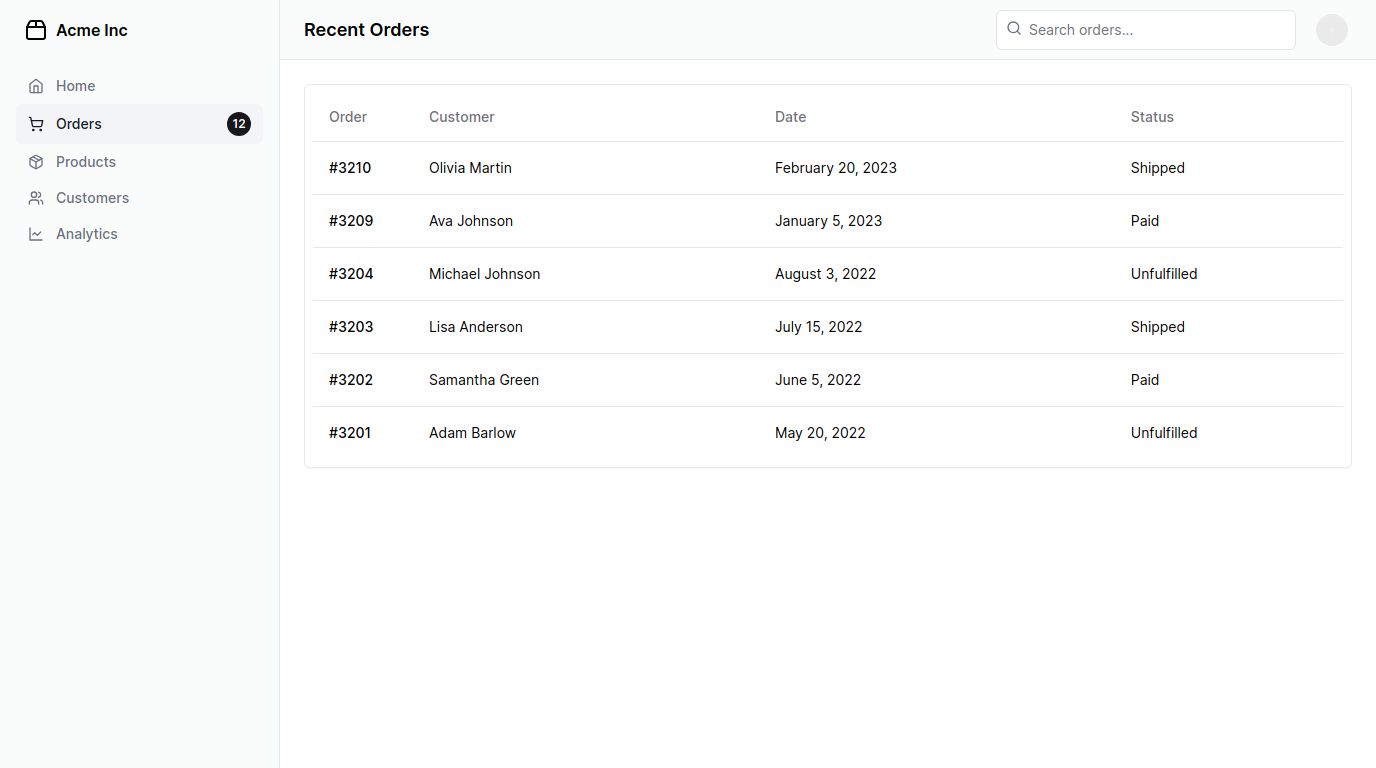 Acme Inc
Home
Orders 12
Products
Customers
Analytics
Recent Orders
Search orders...
Order Customer Date Status
#3210 Olivia Martin February 20, 2023 Shipped
#3209 Ava Johnson January 5, 2023 Paid
#3204 Michael Johnson August 3, 2022 Unfulfilled
#3203 Lisa Anderson July 15, 2022 Shipped
#3202 Samantha Green June 5, 2022 Paid
#3201 Adam Barlow May 20, 2022 Unfulfilled